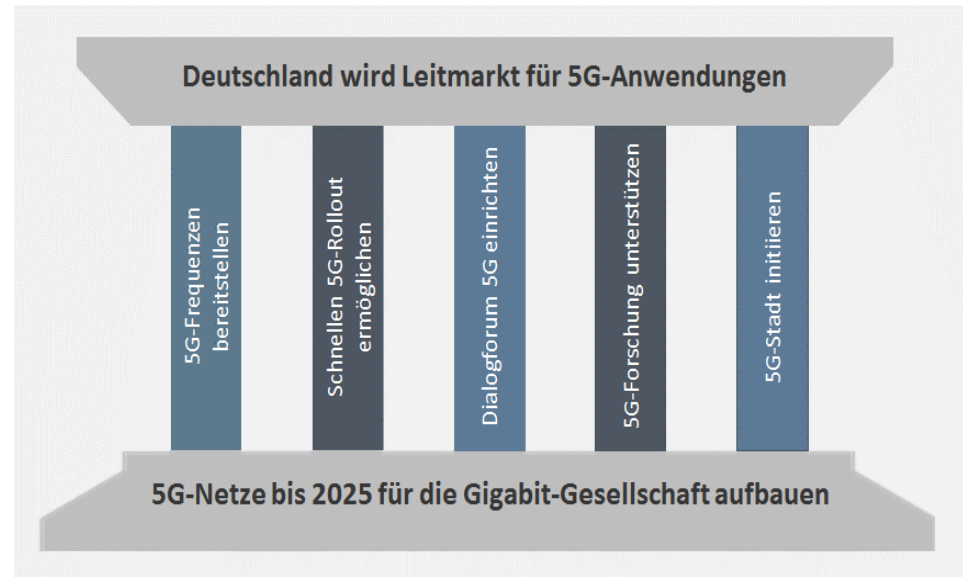 Deutschland wird Leitmarkt für 5G-Anwendungen
5G-Frequenzen
bereitstellen
Schnellen 5G-Rollout
ermöglichen
Dialogforum 5G einrichten
5G-Forschung unterstützen
5G-Stadt initiieren
5G-Netze bis 2025 für die Gigabit-Gesellschaft aufbauen